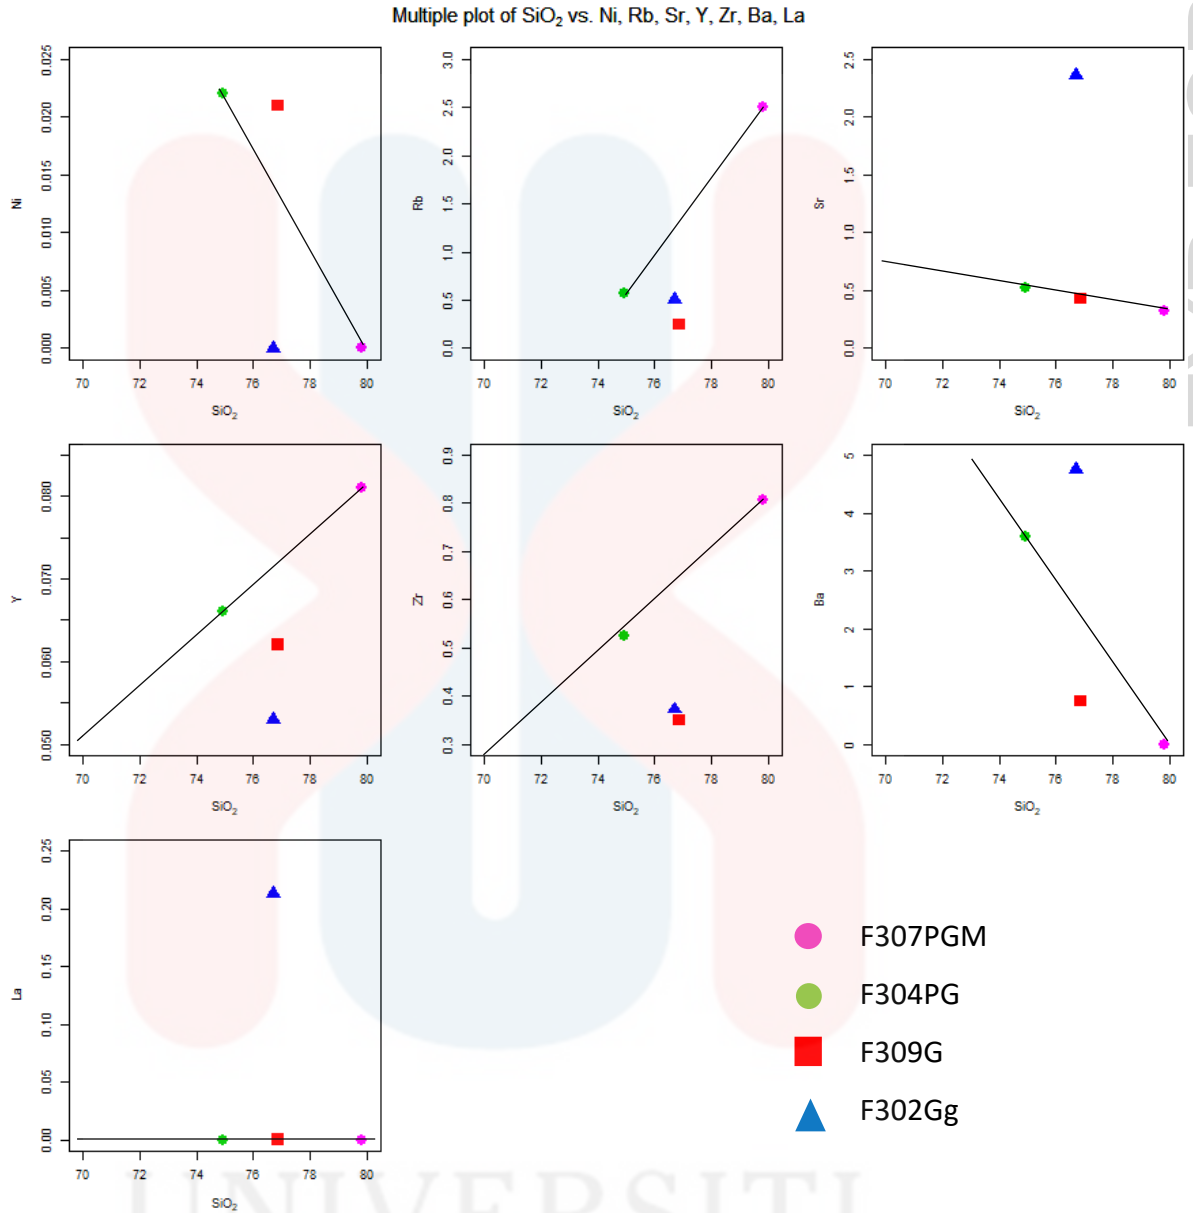 Multiple plot of SiO₂ vs. Ni, Rb, Sr, Y, Zr, Ba, La
Ni
0.000 0.005 0.010 0.015 0.020 0.025
70 72 74 76 78 80
SiO₂
Rb
0.0 0.5 1.0 1.5 2.0 2.5 3.0
70 72 74 76 78 80
SiO₂
Sr
0.0 0.5 1.0 1.5 2.0 2.5
70 72 74 76 78 80
SiO₂
Y
0.050 0.060 0.070 0.080
70 72 74 76 78 80
SiO₂
Zr
0.3 0.4 0.5 0.6 0.7 0.8 0.9
70 72 74 76 78 80
SiO₂
Ba
0 1 2 3 4 5
70 72 74 76 78 80
SiO₂
La
0.00 0.05 0.10 0.15 0.20 0.25
70 72 74 76 78 80
SiO₂
F307PGM
F304PG
F309G
F302Gg
UNIVERSITI